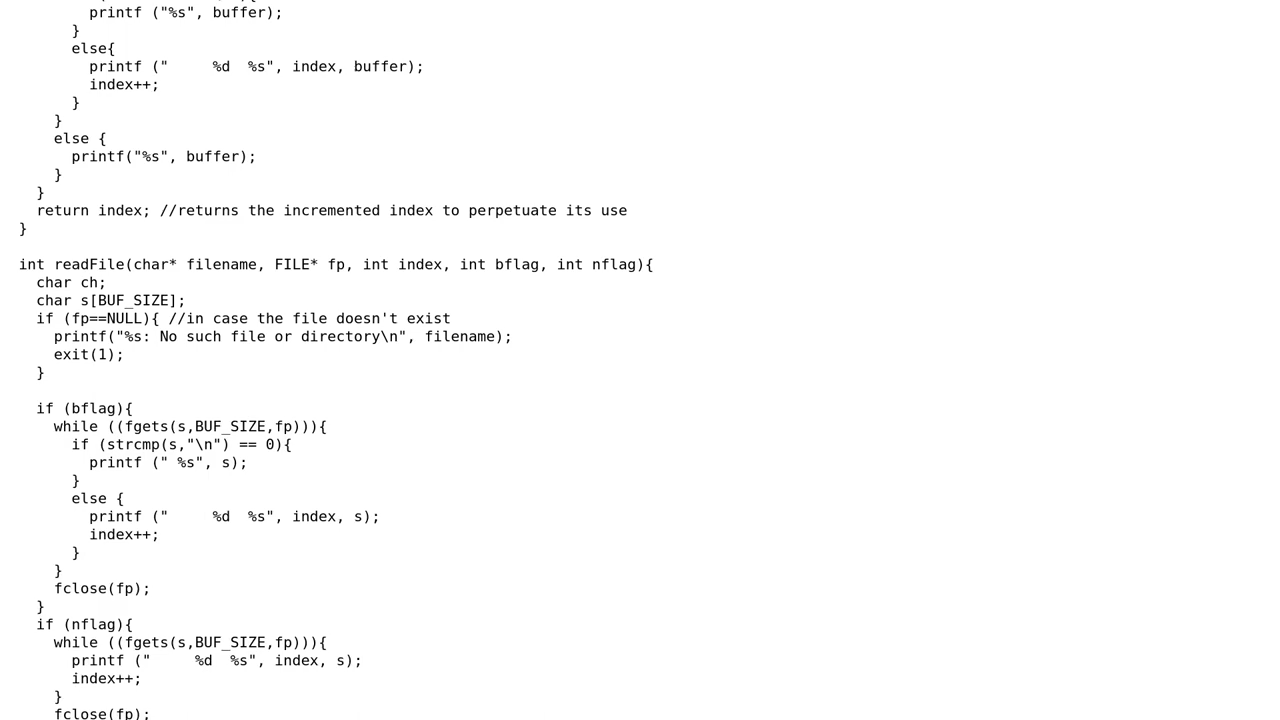 printf ("%s", buffer);
}
else{
printf ("     %d  %s", index, buffer);
index++;
}
}
else {
printf("%s", buffer);
}
}
return index; //returns the incremented index to perpetuate its use
}
int readFile(char* filename, FILE* fp, int index, int bflag, int nflag){
char ch;
char s[BUF_SIZE];
if (fp==NULL){ //in case the file doesn't exist
printf("%s: No such file or directory\n", filename);
exit(1);
}
if (bflag){
while ((fgets(s,BUF_SIZE,fp))){
if (strcmp(s,"\n") == 0){
printf (" %s", s);
}
else {
printf ("     %d  %s", index, s);
index++;
}
}
fclose(fp);
}
if (nflag){
while ((fgets(s,BUF_SIZE,fp))){
printf ("     %d  %s", index, s);
index++;
}
fclose(fp);